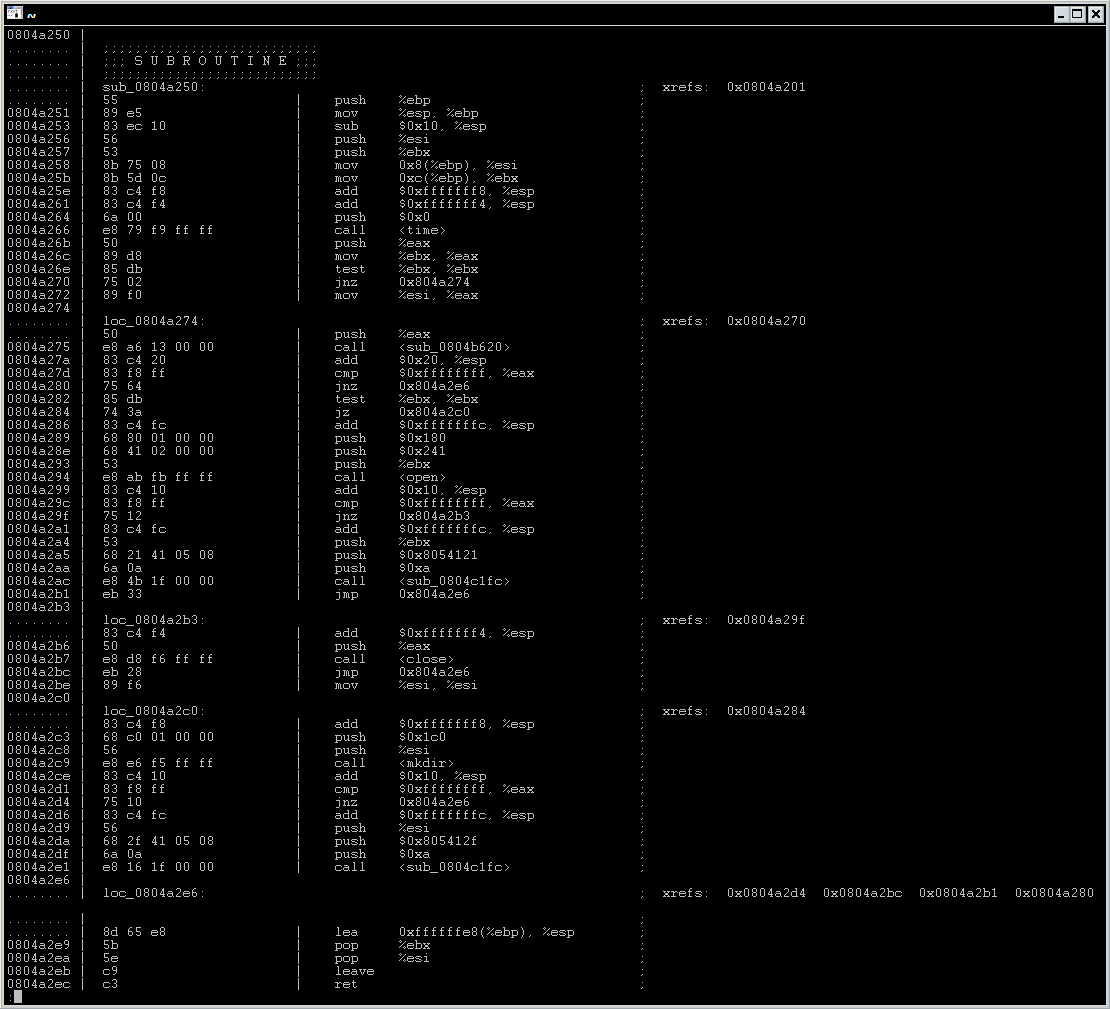 ~
0804a250 |
........ | ;;;;;;;;;;;;;;;;;;;;;;;;;;;
........ | ;;; S U B R O U T I N E ;;;
........ | ;;;;;;;;;;;;;;;;;;;;;;;;;;;
........ | sub_0804a250: ; xrefs: 0x0804a201
........ | 55 | push %ebp ;
0804a251 | 89 e5 | mov %esp, %ebp ;
0804a253 | 83 ec 10 | sub $0x10, %esp ;
0804a256 | 56 | push %esi ;
0804a257 | 53 | push %ebx ;
0804a258 | 8b 75 08 | mov 0x8(%ebp), %esi ;
0804a25b | 8b 5d 0c | mov 0xc(%ebp), %ebx ;
0804a25e | 83 c4 f8 | add $0xfffffff8, %esp ;
0804a261 | 83 c4 f4 | add $0xfffffff4, %esp ;
0804a264 | 6a 00 | push $0x0 ;
0804a266 | e8 79 f9 ff ff | call <time> ;
0804a26b | 50 | push %eax ;
0804a26c | 89 d8 | mov %ebx, %eax ;
0804a26e | 85 db | test %ebx, %ebx ;
0804a270 | 75 02 | jnz 0x804a274 ;
0804a272 | 89 f0 | mov %esi, %eax ;
0804a274 |
........ | loc_0804a274: ; xrefs: 0x0804a270
........ | 50 | push %eax ;
0804a275 | e8 a6 13 00 00 | call <sub_0804b620> ;
0804a27a | 83 c4 20 | add $0x20, %esp ;
0804a27d | 83 f8 ff | cmp $0xffffffff, %eax ;
0804a280 | 75 64 | jnz 0x804a2e6 ;
0804a282 | 85 db | test %ebx, %ebx ;
0804a284 | 74 3a | jz 0x804a2c0 ;
0804a286 | 83 c4 fc | add $0xfffffffc, %esp ;
0804a289 | 68 80 01 00 00 | push $0x180 ;
0804a28e | 68 41 02 00 00 | push $0x241 ;
0804a293 | 53 | push %ebx ;
0804a294 | e8 ab fb ff ff | call <open> ;
0804a299 | 83 c4 10 | add $0x10, %esp ;
0804a29c | 83 f8 ff | cmp $0xffffffff, %eax ;
0804a29f | 75 12 | jnz 0x804a2b3 ;
0804a2a1 | 83 c4 fc | add $0xfffffffc, %esp ;
0804a2a4 | 53 | push %ebx ;
0804a2a5 | 68 21 41 05 08 | push $0x8054121 ;
0804a2aa | 6a 0a | push $0xa ;
0804a2ac | e8 4b 1f 00 00 | call <sub_0804c1fc> ;
0804a2b1 | eb 33 | jmp 0x804a2e6 ;
0804a2b3 |
........ | loc_0804a2b3: ; xrefs: 0x0804a29f
........ | 83 c4 f4 | add $0xfffffff4, %esp ;
0804a2b6 | 50 | push %eax ;
0804a2b7 | e8 d8 f6 ff ff | call <close> ;
0804a2bc | eb 28 | jmp 0x804a2e6 ;
0804a2be | 89 f6 | mov %esi, %esi ;
0804a2c0 |
........ | loc_0804a2c0: ; xrefs: 0x0804a284
........ | 83 c4 f8 | add $0xfffffff8, %esp ;
0804a2c3 | 68 c0 01 00 00 | push $0x1c0 ;
0804a2c8 | 56 | push %esi ;
0804a2c9 | e8 e6 f5 ff ff | call <mkdir> ;
0804a2ce | 83 c4 10 | add $0x10, %esp ;
0804a2d1 | 83 f8 ff | cmp $0xffffffff, %eax ;
0804a2d4 | 75 10 | jnz 0x804a2e6 ;
0804a2d6 | 83 c4 fc | add $0xfffffffc, %esp ;
0804a2d9 | 56 | push %esi ;
0804a2da | 68 2f 41 05 08 | push $0x805412f ;
0804a2df | 6a 0a | push $0xa ;
0804a2e1 | e8 16 1f 00 00 | call <sub_0804c1fc> ;
0804a2e6 |
........ | loc_0804a2e6: ; xrefs: 0x0804a2d4 0x0804a2bc 0x0804a2b1 0x0804a280
........ | ;
........ | 8d 65 e8 | lea 0xffffffe8(%ebp), %esp ;
0804a2e9 | 5b | pop %ebx ;
0804a2ea | 5e | pop %esi ;
0804a2eb | c9 | leave ;
0804a2ec | c3 | ret ;
: